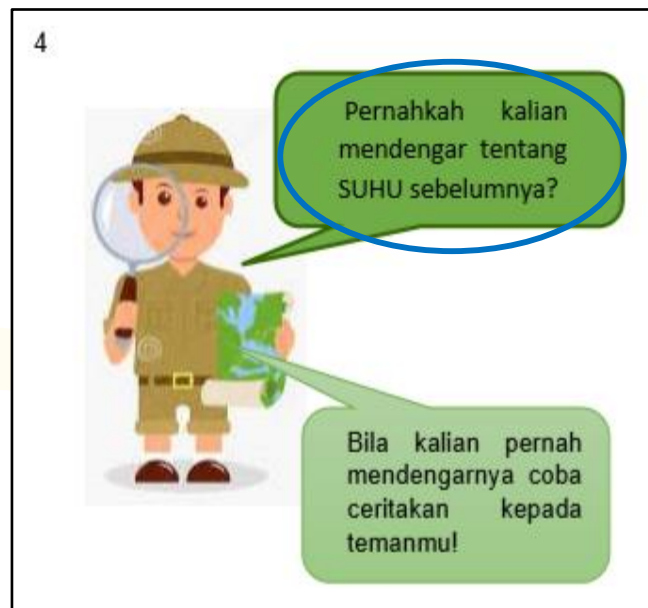 4
Pernahkah kalian
mendengar tentang
SUHU sebelumnya?
Bila kalian pernah
mendengarnya coba
ceritakan kepada
temanmu!